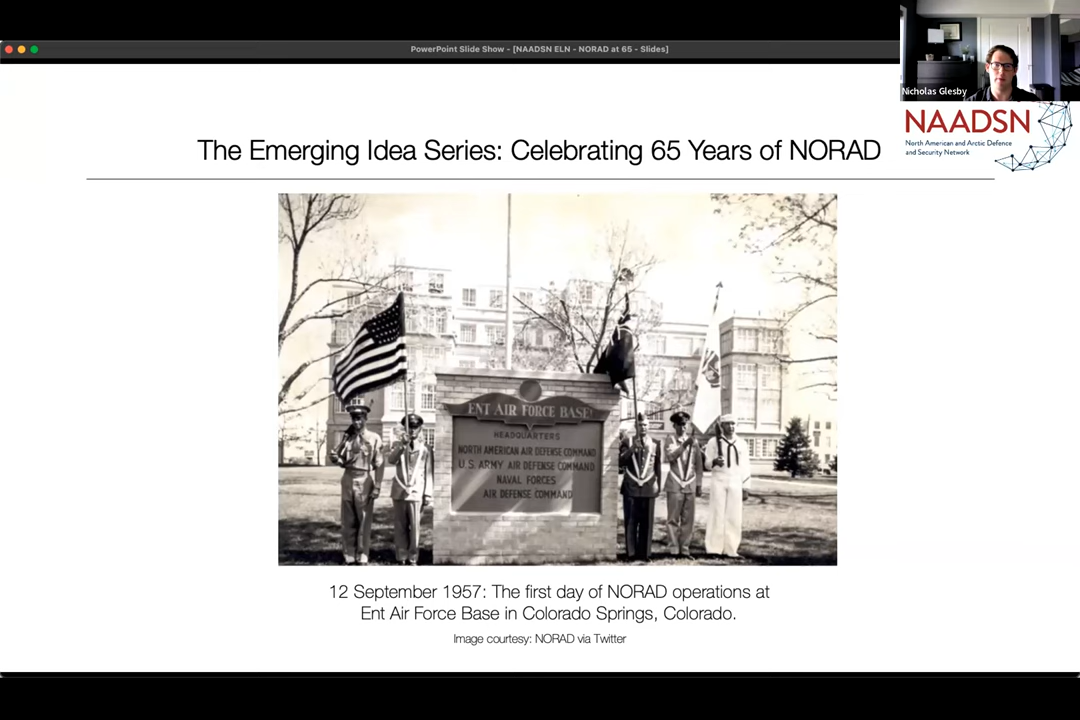 PowerPoint Slide Show - [NAADSN ELN - NORAD at 65 - Slides]
Nicholas Glesby
NAADSN
North American and Arctic Defence
and Security Network
The Emerging Idea Series: Celebrating 65 Years of NORAD
ENT AIR FORCE BASE
HEADQUARTERS
NORTH AMERICAN AIR DEFENSE COMMAND
U.S. ARMY AIR DEFENSE COMMAND
NAVAL FORCES
AIR DEFENSE COMMAND
12 September 1957: The first day of NORAD operations at
Ent Air Force Base in Colorado Springs, Colorado.
Image courtesy: NORAD via Twitter